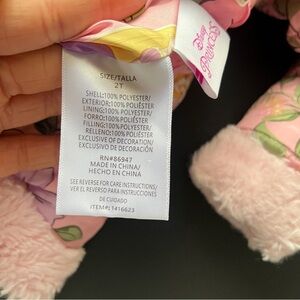 Disney
Princess
SIZE/TALLA
2T
SHELL:100% POLYESTER/
EXTERIOR:100% POLIÉSTER
LINING:100% POLYESTER/
FORRO:100% POLIÉSTER
FILLING:100% POLYESTER/
RELLENO:100% POLIÉSTER
EXCLUSIVE OF DECORATION/
EXCLUSIVO DE DECORACIÓN
RN#86947
MADE IN CHINA/
HECHO EN CHINA
SEE REVERSE FOR CARE INSTRUCTIONS/
VER EL REVERSO PARA INSTRUCCIONES
DE CUIDADO
ITEM#LT416623